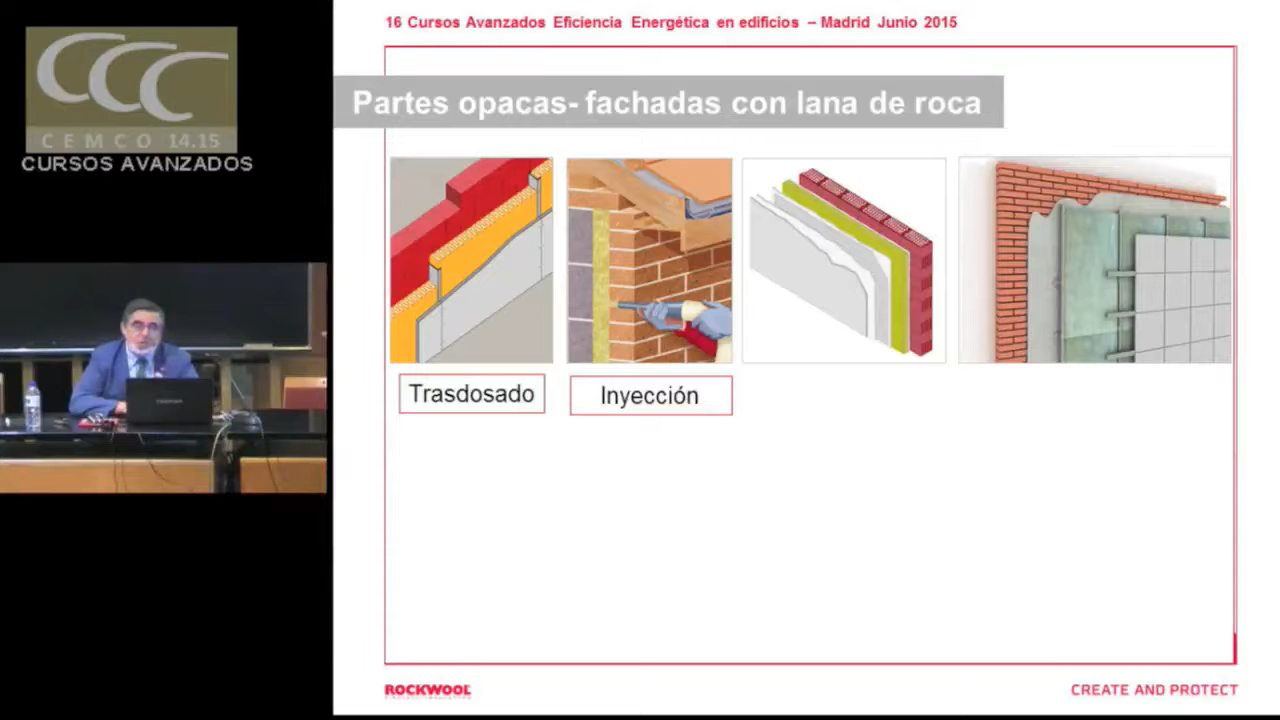 16 Cursos Avanzados Eficiencia Energética en edificios – Madrid Junio 2015
CCC
CEMCO 14.15
CURSOS AVANZADOS
Partes opacas- fachadas con lana de roca
Trasdosado
Inyección
ROCKWOOL
CREATE AND PROTECT